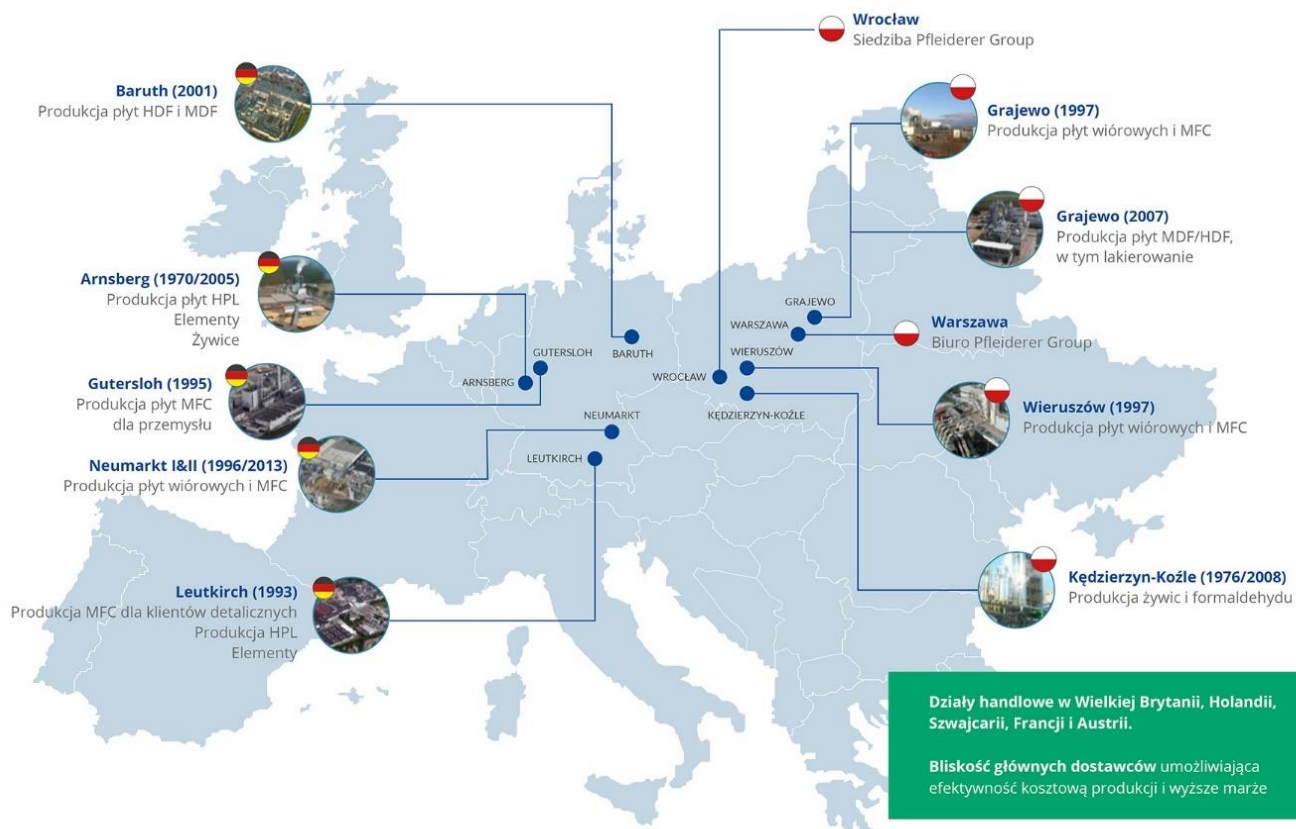 Wrocław
Siedziba Pfleiderer Group
Baruth (2001)
Produkcja płyt HDF i MDF
Grajewo (1997)
Produkcja płyt wiórowych i MFC
Grajewo (2007)
Produkcja płyt MDF/HDF,
w tym lakierowanie
Arnsberg (1970/2005)
Produkcja płyt HPL
Elementy
Żywice
GRAJEWO
WARSZAWA
Warszawa
Biuro Pfleiderer Group
GUTERSLOH
BARUTH
WIERUSZÓW
ARNSBERG
WROCŁAW
Gutersloh (1995)
Produkcja płyt MFC
dla przemysłu
NEUMARKT
KĘDZIERZYN-KOŹLE
Wieruszów (1997)
Produkcja płyt wiórowych i MFC
LEUTKIRCH
Neumarkt I&II (1996/2013)
Produkcja płyt wiórowych i MFC
Leutkirch (1993)
Produkcja MFC dla klientów detalicznych
Produkcja HPL
Elementy
Kędzierzyn-Koźle (1976/2008)
Produkcja żywic i formaldehydu
Działy handlowe w Wielkiej Brytanii, Holandii,
Szwajcarii, Francji i Austrii.
Bliskość głównych dostawców umożliwiająca
efektywność kosztową produkcji i wyższe marże